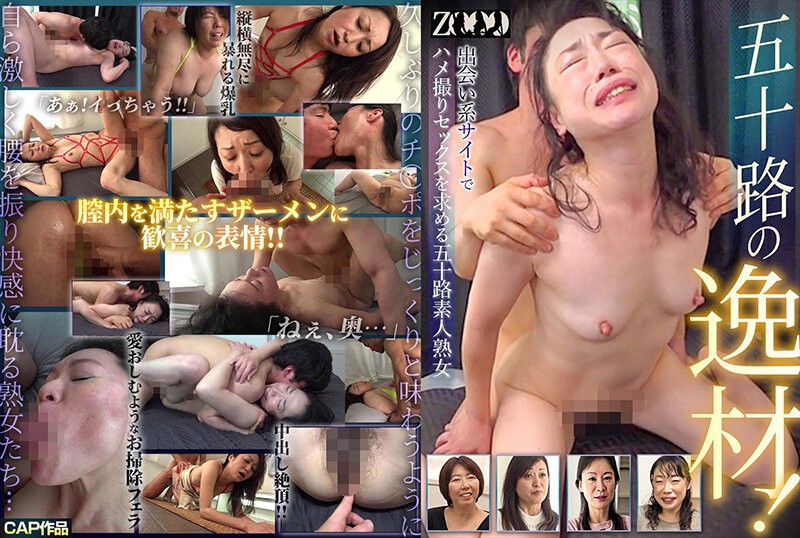 ZOOO
五十路の
逸材!
出会い系サイトで
ハメ撮りセックスを求める五十路素人熟女
久しぶりのチ○ポをじっくりと味わうように
縦横無尽に
暴れる爆乳
「あぁ!イっちゃう!!」
膣内を満たすザーメンに
歓喜の表情!!
「ねぇ、奥…」
中出し絶頂!!
愛おしむような
お掃除フェラ
自ら激しく腰を振り快感に耽る熟女たち…
CAP作品